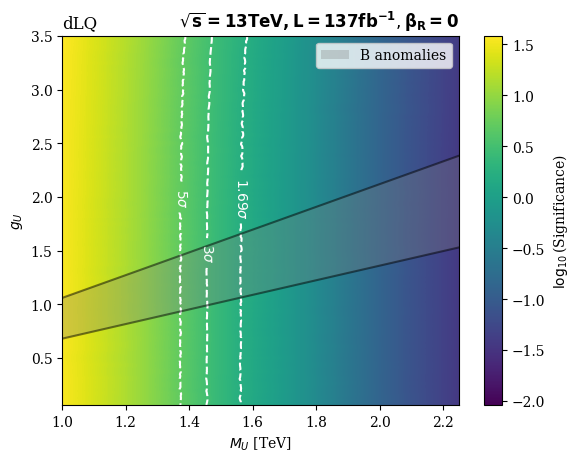 dLQ
√s = 13TeV, L = 137fb⁻¹, β_R = 0
B anomalies
3.5
3.0
2.5
2.0
1.5
1.0
0.5
g_U
5σ
3σ
1.69σ
1.0 1.2 1.4 1.6 1.8 2.0 2.2
M_U [TeV]
1.5
1.0
0.5
0.0
−0.5
−1.0
−1.5
−2.0
log₁₀(Significance)